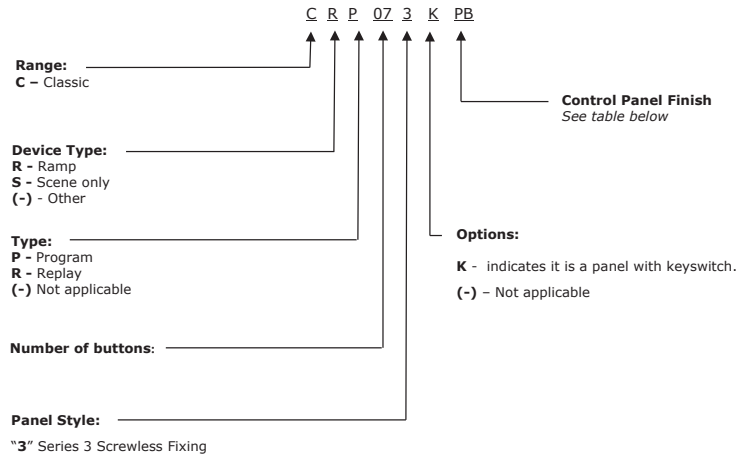 C R P 07 3 K PB
Range:
C – Classic
Control Panel Finish
See table below
Device Type:
R - Ramp
S - Scene only
(-) - Other
Type:
P - Program
R - Replay
(-) Not applicable
Options:
K - indicates it is a panel with keyswitch.
(-) – Not applicable
Number of buttons:
Panel Style:
“3” Series 3 Screwless Fixing